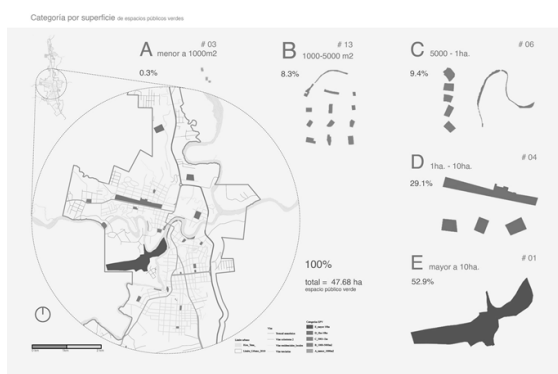 Categoría por superficie de espacios públicos verdes
A # 03
menor a 1000m2
0.3%
B # 13
1000-5000 m2
8.3%
C # 06
5000 - 1ha.
9.4%
D # 04
1ha. - 10ha.
29.1%
E # 01
mayor a 10ha.
52.9%
100%
total = 47.68 ha
espacio público verde